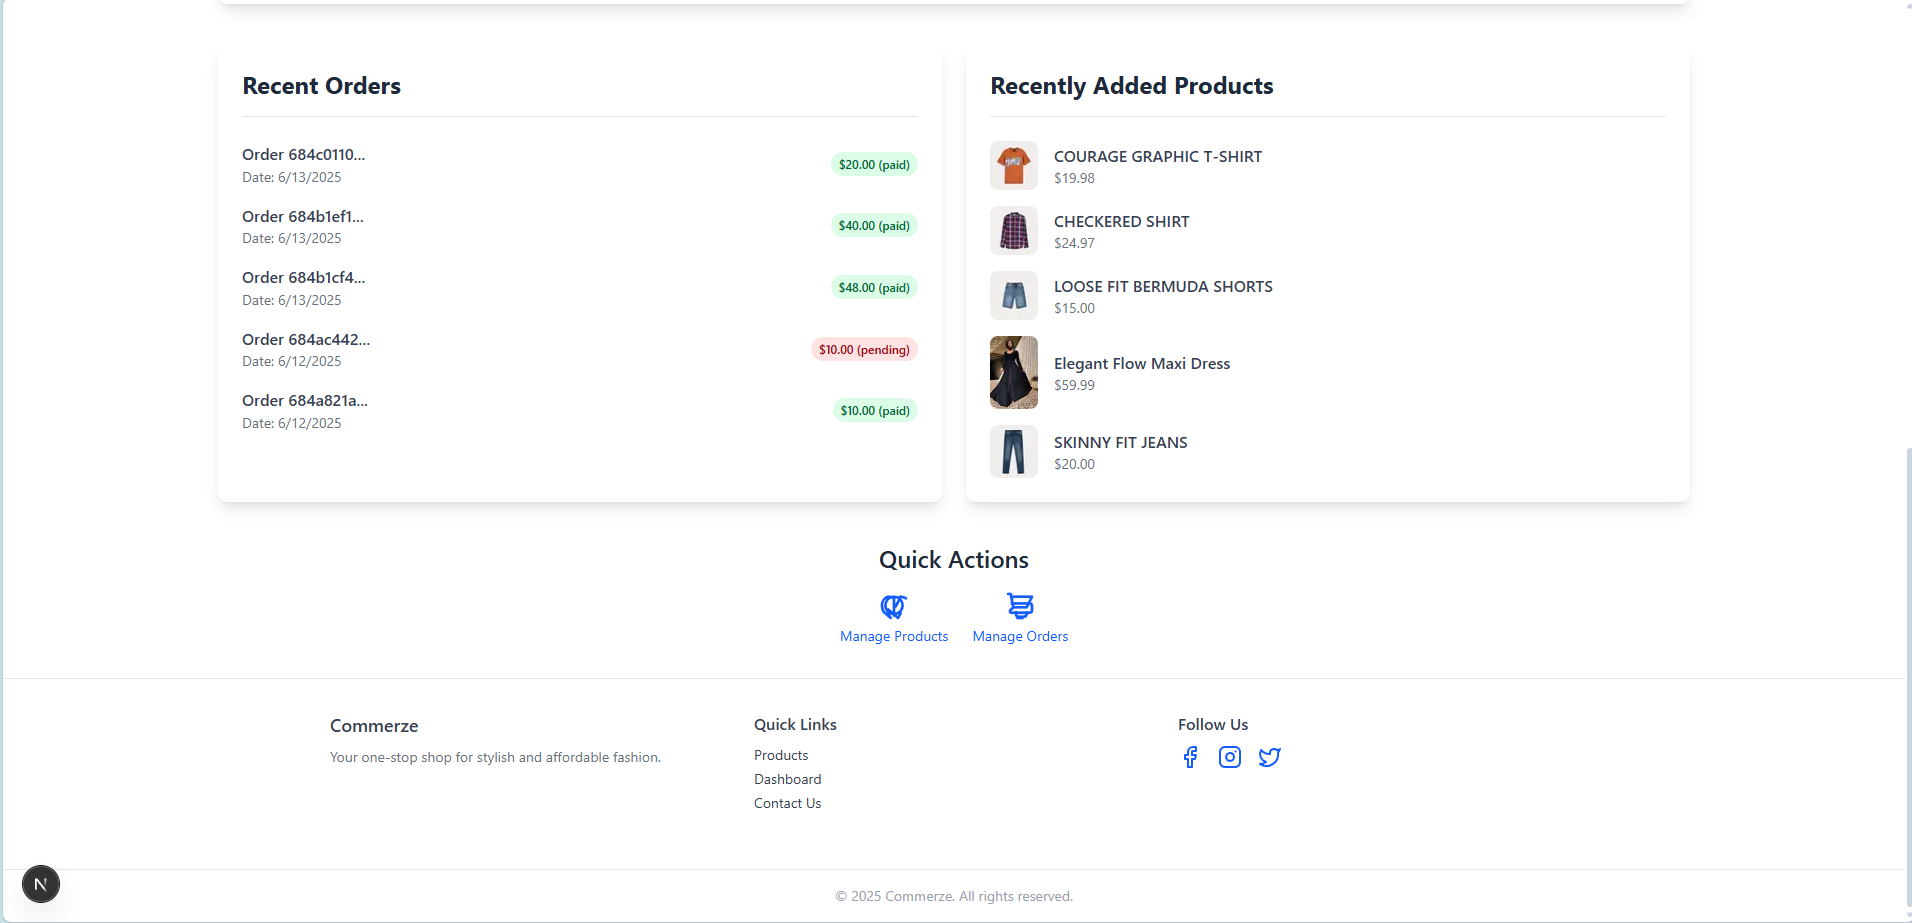 Recent Orders
Order 684c0110...
Date: 6/13/2025
$20.00 (paid)
Order 684b1ef1...
Date: 6/13/2025
$40.00 (paid)
Order 684b1cf4...
Date: 6/13/2025
$48.00 (paid)
Order 684ac442...
Date: 6/12/2025
$10.00 (pending)
Order 684a821a...
Date: 6/12/2025
$10.00 (paid)
Recently Added Products
COURAGE GRAPHIC T-SHIRT
$19.98
CHECKERED SHIRT
$24.97
LOOSE FIT BERMUDA SHORTS
$15.00
Elegant Flow Maxi Dress
$59.99
SKINNY FIT JEANS
$20.00
Quick Actions
Manage Products
Manage Orders
Commerze
Your one-stop shop for stylish and affordable fashion.
Quick Links
Products
Dashboard
Contact Us
Follow Us
N
© 2025 Commerze. All rights reserved.